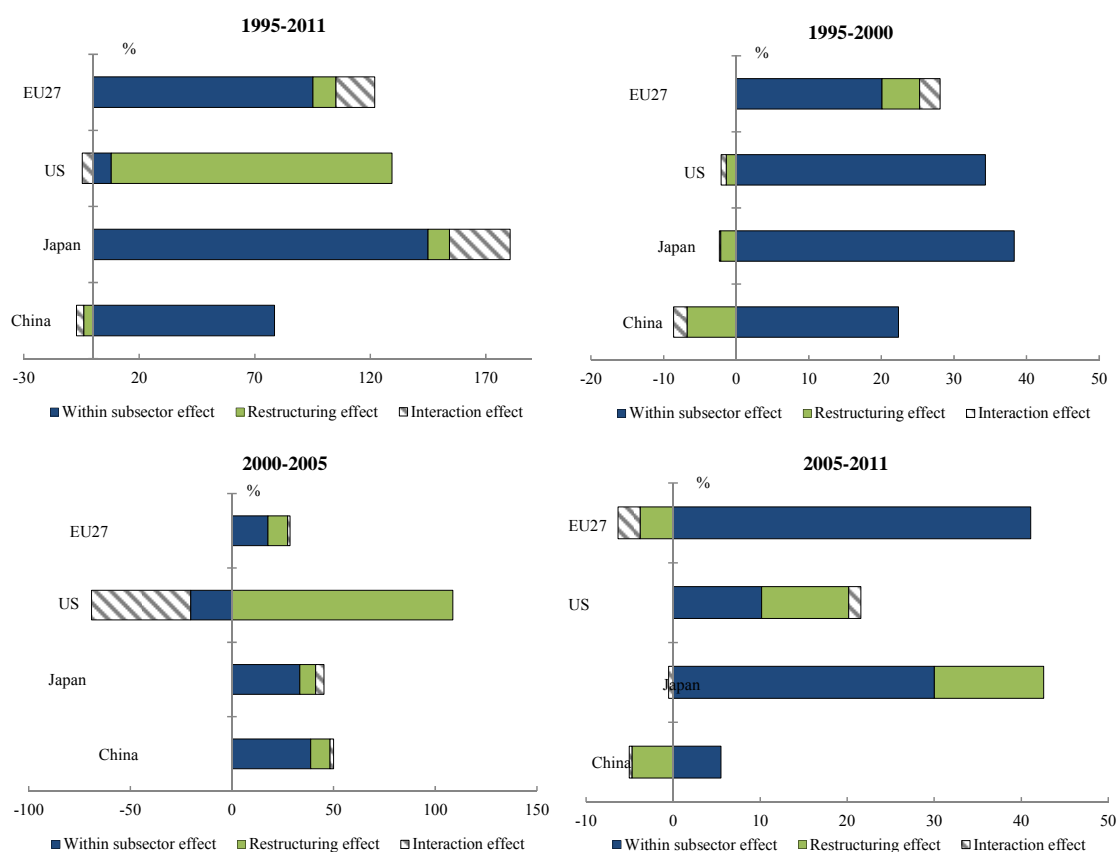 1995-2011
%
EU27
US
Japan
China
-30 20 70 120 170
Within subsector effect Restructuring effect Interaction effect
1995-2000
%
EU27
US
Japan
China
-20 -10 0 10 20 30 40 50
Within subsector effect Restructuring effect Interaction effect
2000-2005
%
EU27
US
Japan
China
-100 -50 0 50 100 150
Within subsector effect Restructuring effect Interaction effect
2005-2011
%
EU27
US
Japan
China
-10 0 10 20 30 40 50
Within subsector effect Restructuring effect Interaction effect